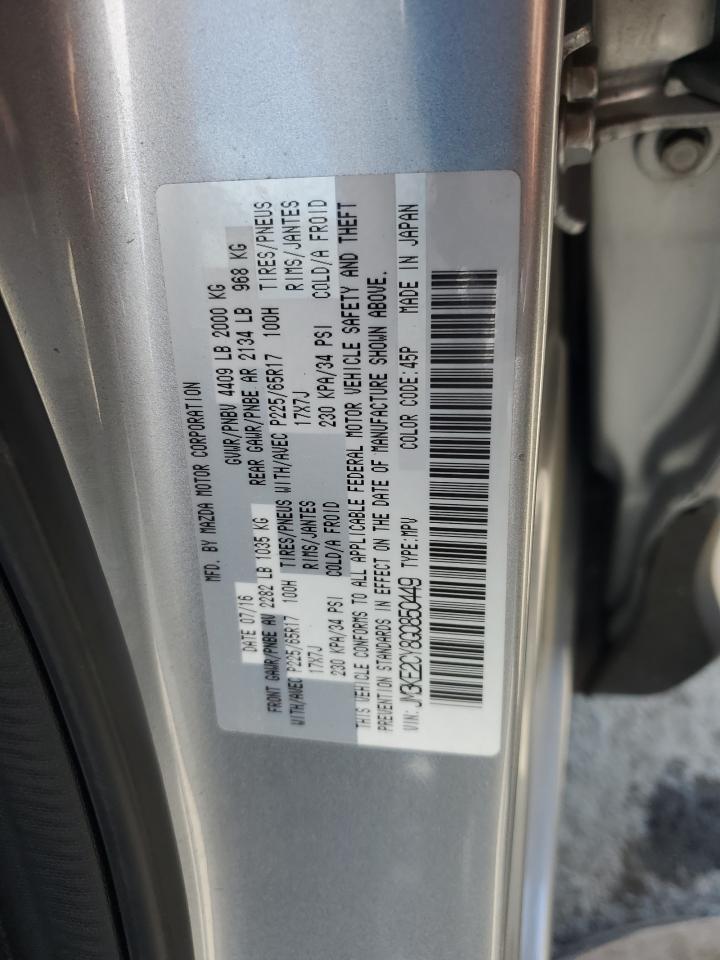 MFD. BY MAZDA MOTOR CORPORATION
DATE 07/16 GVWR/PNBV 4409 LB 2000 KG
FRONT GAWR/PNBE AV 2282 LB 1035 KG REAR GAWR/PNBE AR 2134 LB 968 KG
WITH/AVEC P225/65R17 100H TIRES/PNEUS WITH/AVEC P225/65R17 100H TIRES/PNEUS
17X7J RIMS/JANTES 17X7J RIMS/JANTES
230 KPA/34 PSI COLD/A FROID 230 KPA/34 PSI COLD/A FROID
THIS VEHICLE CONFORMS TO ALL APPLICABLE FEDERAL MOTOR VEHICLE SAFETY AND THEFT
PREVENTION STANDARDS IN EFFECT ON THE DATE OF MANUFACTURE SHOWN ABOVE.
VIN: JM3KE2CY8G0850449 TYPE:MPV COLOR CODE:45P MADE IN JAPAN